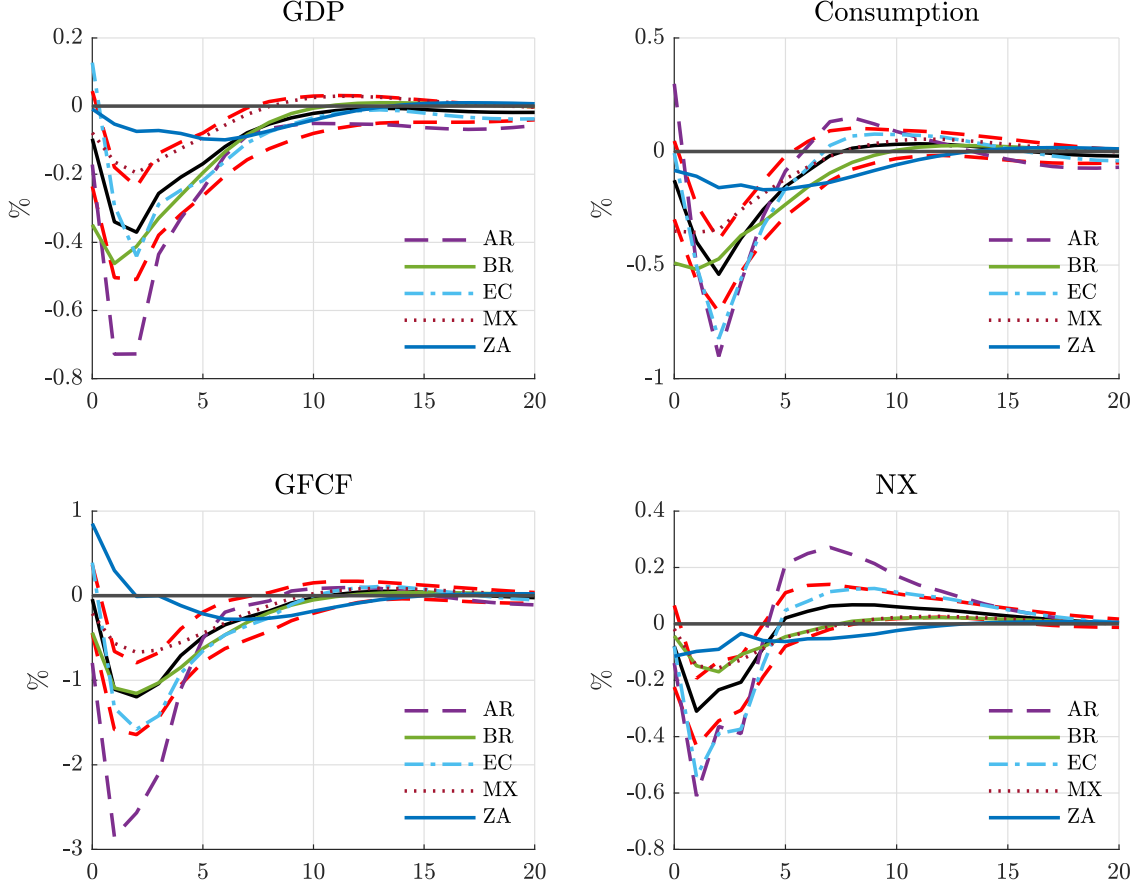 GDP
Consumption
0.2
0
-0.2
-0.4
-0.6
-0.8
%
0 5 10 15 20
AR
BR
EC
MX
ZA
0.5
0
-0.5
-1
%
0 5 10 15 20
AR
BR
EC
MX
ZA
GFCF
NX
1
0
-1
-2
-3
%
0 5 10 15 20
AR
BR
EC
MX
ZA
0.4
0.2
0
-0.2
-0.4
-0.6
-0.8
%
0 5 10 15 20
AR
BR
EC
MX
ZA